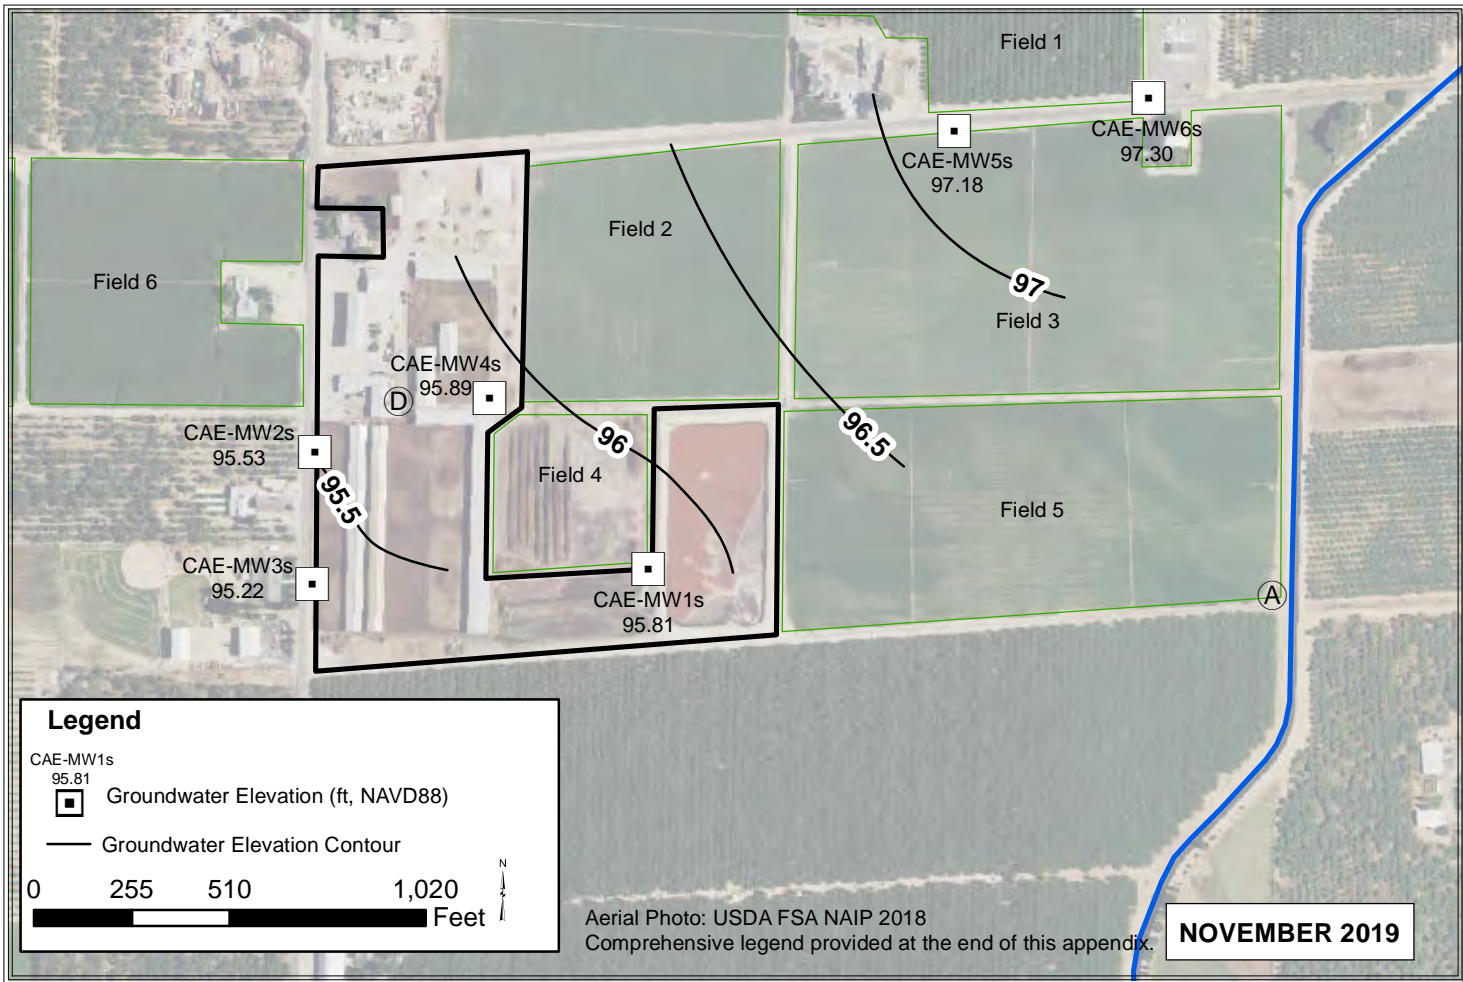 Field 1
CAE-MW6s
97.30
CAE-MW5s
97.18
Field 2
Field 6
97
Field 3
CAE-MW4s
95.89
D
96.5
96
CAE-MW2s
95.53
95.5
Field 4
Field 5
CAE-MW3s
95.22
CAE-MW1s
95.81
A
Legend
CAE-MW1s
95.81
Groundwater Elevation (ft, NAVD88)
Groundwater Elevation Contour
N
0 255 510 1,020
Feet
Aerial Photo: USDA FSA NAIP 2018
Comprehensive legend provided at the end of this appendix.
NOVEMBER 2019